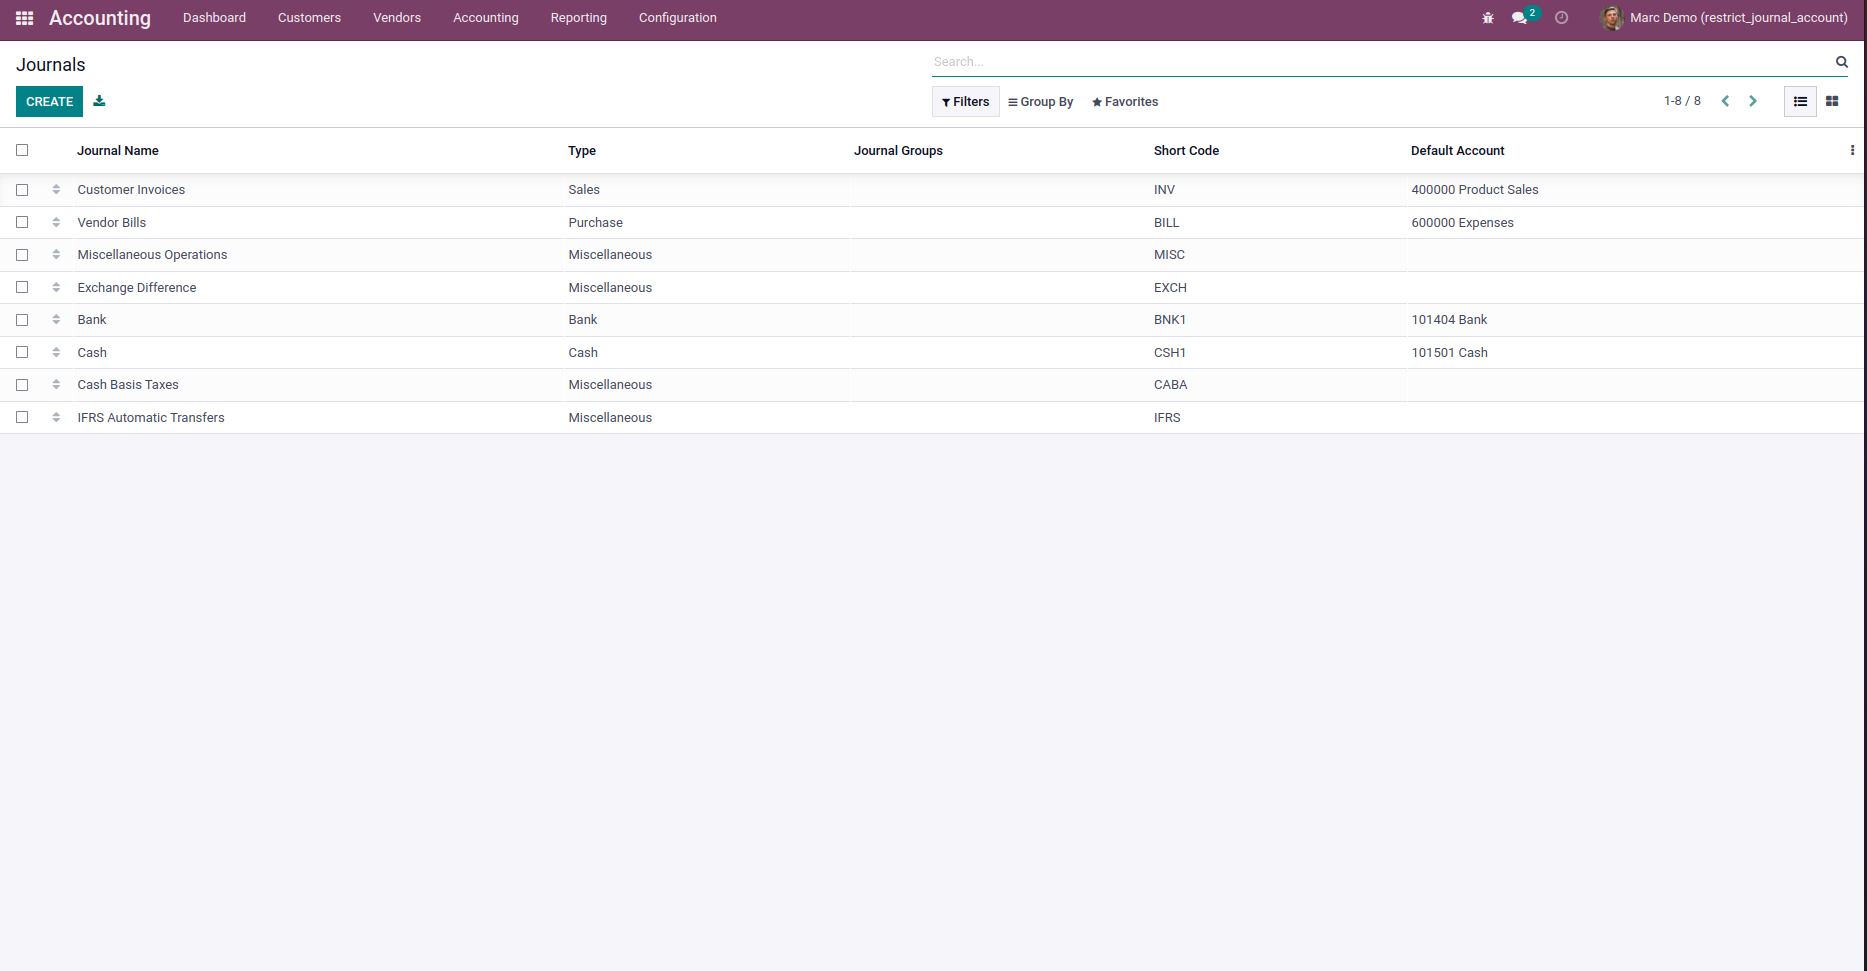 Accounting Dashboard Customers Vendors Accounting Reporting Configuration 2 Marc Demo (restrict_journal_account)
Journals Search...
CREATE Filters Group By Favorites 1-8 / 8
Journal Name Type Journal Groups Short Code Default Account
Customer Invoices Sales INV 400000 Product Sales
Vendor Bills Purchase BILL 600000 Expenses
Miscellaneous Operations Miscellaneous MISC
Exchange Difference Miscellaneous EXCH
Bank Bank BNK1 101404 Bank
Cash Cash CSH1 101501 Cash
Cash Basis Taxes Miscellaneous CABA
IFRS Automatic Transfers Miscellaneous IFRS